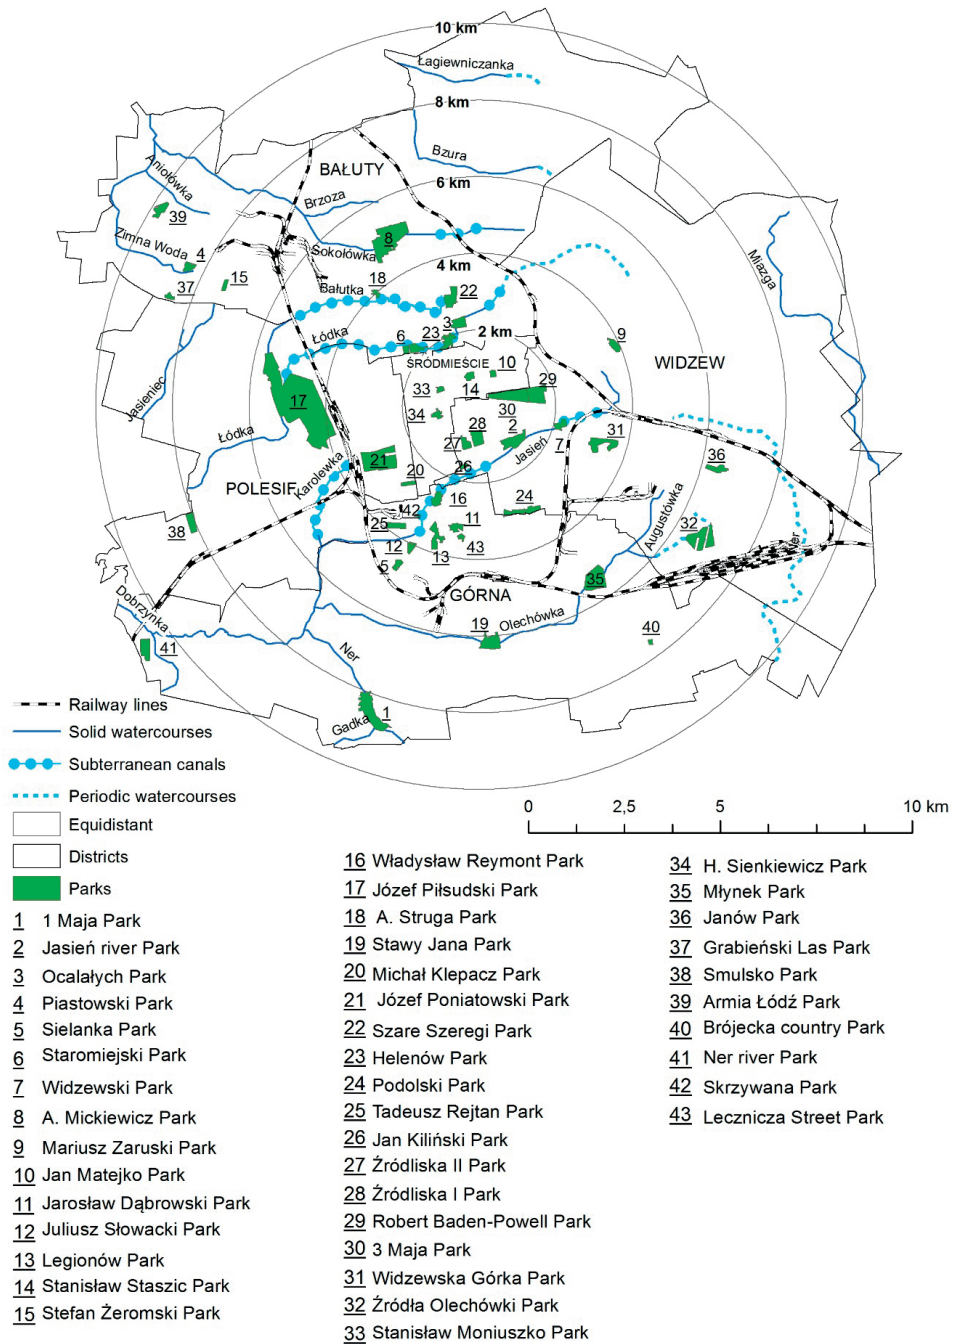 10 km
Łagiewniczanka
8 km
Bzura
BAŁUTY
6 km
Aniołówka
Brzoza
39
Zimna Woda
4
8
Sokołówka
Miazga
4 km
15
18
37
Bałutka
22
3
Łódka
6
23
2 km
9
ŚRÓDMIEŚCIE
10
WIDZEW
29
Jasieniec
33
14
17
34
30
28
2
Łódka
27
Jasień
7
31
Karolewka
21
26
36
20
POLESIE
16
24
42
Augustówka
25
11
32
38
12
13
43
Ner
5
35
GÓRNA
Dobrzynka
19
Olechówka
40
41
Ner
1
Gadka
Railway lines
Solid watercourses
Subterranean canals
Periodic watercourses
Equidistant
Districts
Parks
0 2,5 5 10 km
1 1 Maja Park
2 Jasień river Park
3 Ocalałych Park
4 Piastowski Park
5 Sielanka Park
6 Staromiejski Park
7 Widzewski Park
8 A. Mickiewicz Park
9 Mariusz Zaruski Park
10 Jan Matejko Park
11 Jarosław Dąbrowski Park
12 Juliusz Słowacki Park
13 Legionów Park
14 Stanisław Staszic Park
15 Stefan Żeromski Park
16 Władysław Reymont Park
17 Józef Piłsudski Park
18 A. Struga Park
19 Stawy Jana Park
20 Michał Klepacz Park
21 Józef Poniatowski Park
22 Szare Szeregi Park
23 Helenów Park
24 Podolski Park
25 Tadeusz Rejtan Park
26 Jan Kiliński Park
27 Źródliska II Park
28 Źródliska I Park
29 Robert Baden-Powell Park
30 3 Maja Park
31 Widzewska Górka Park
32 Źródła Olechówki Park
33 Stanisław Moniuszko Park
34 H. Sienkiewicz Park
35 Młynek Park
36 Janów Park
37 Grabieński Las Park
38 Smulsko Park
39 Armia Łódź Park
40 Brójecka country Park
41 Ner river Park
42 Skrzywana Park
43 Lecznicza Street Park